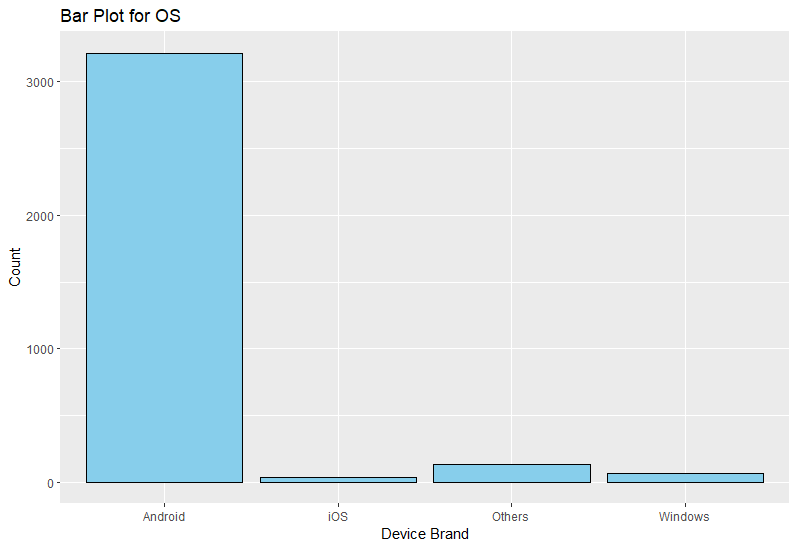 Bar Plot for OS
3000
2000
1000
0
Count
Android
iOS
Others
Windows
Device Brand